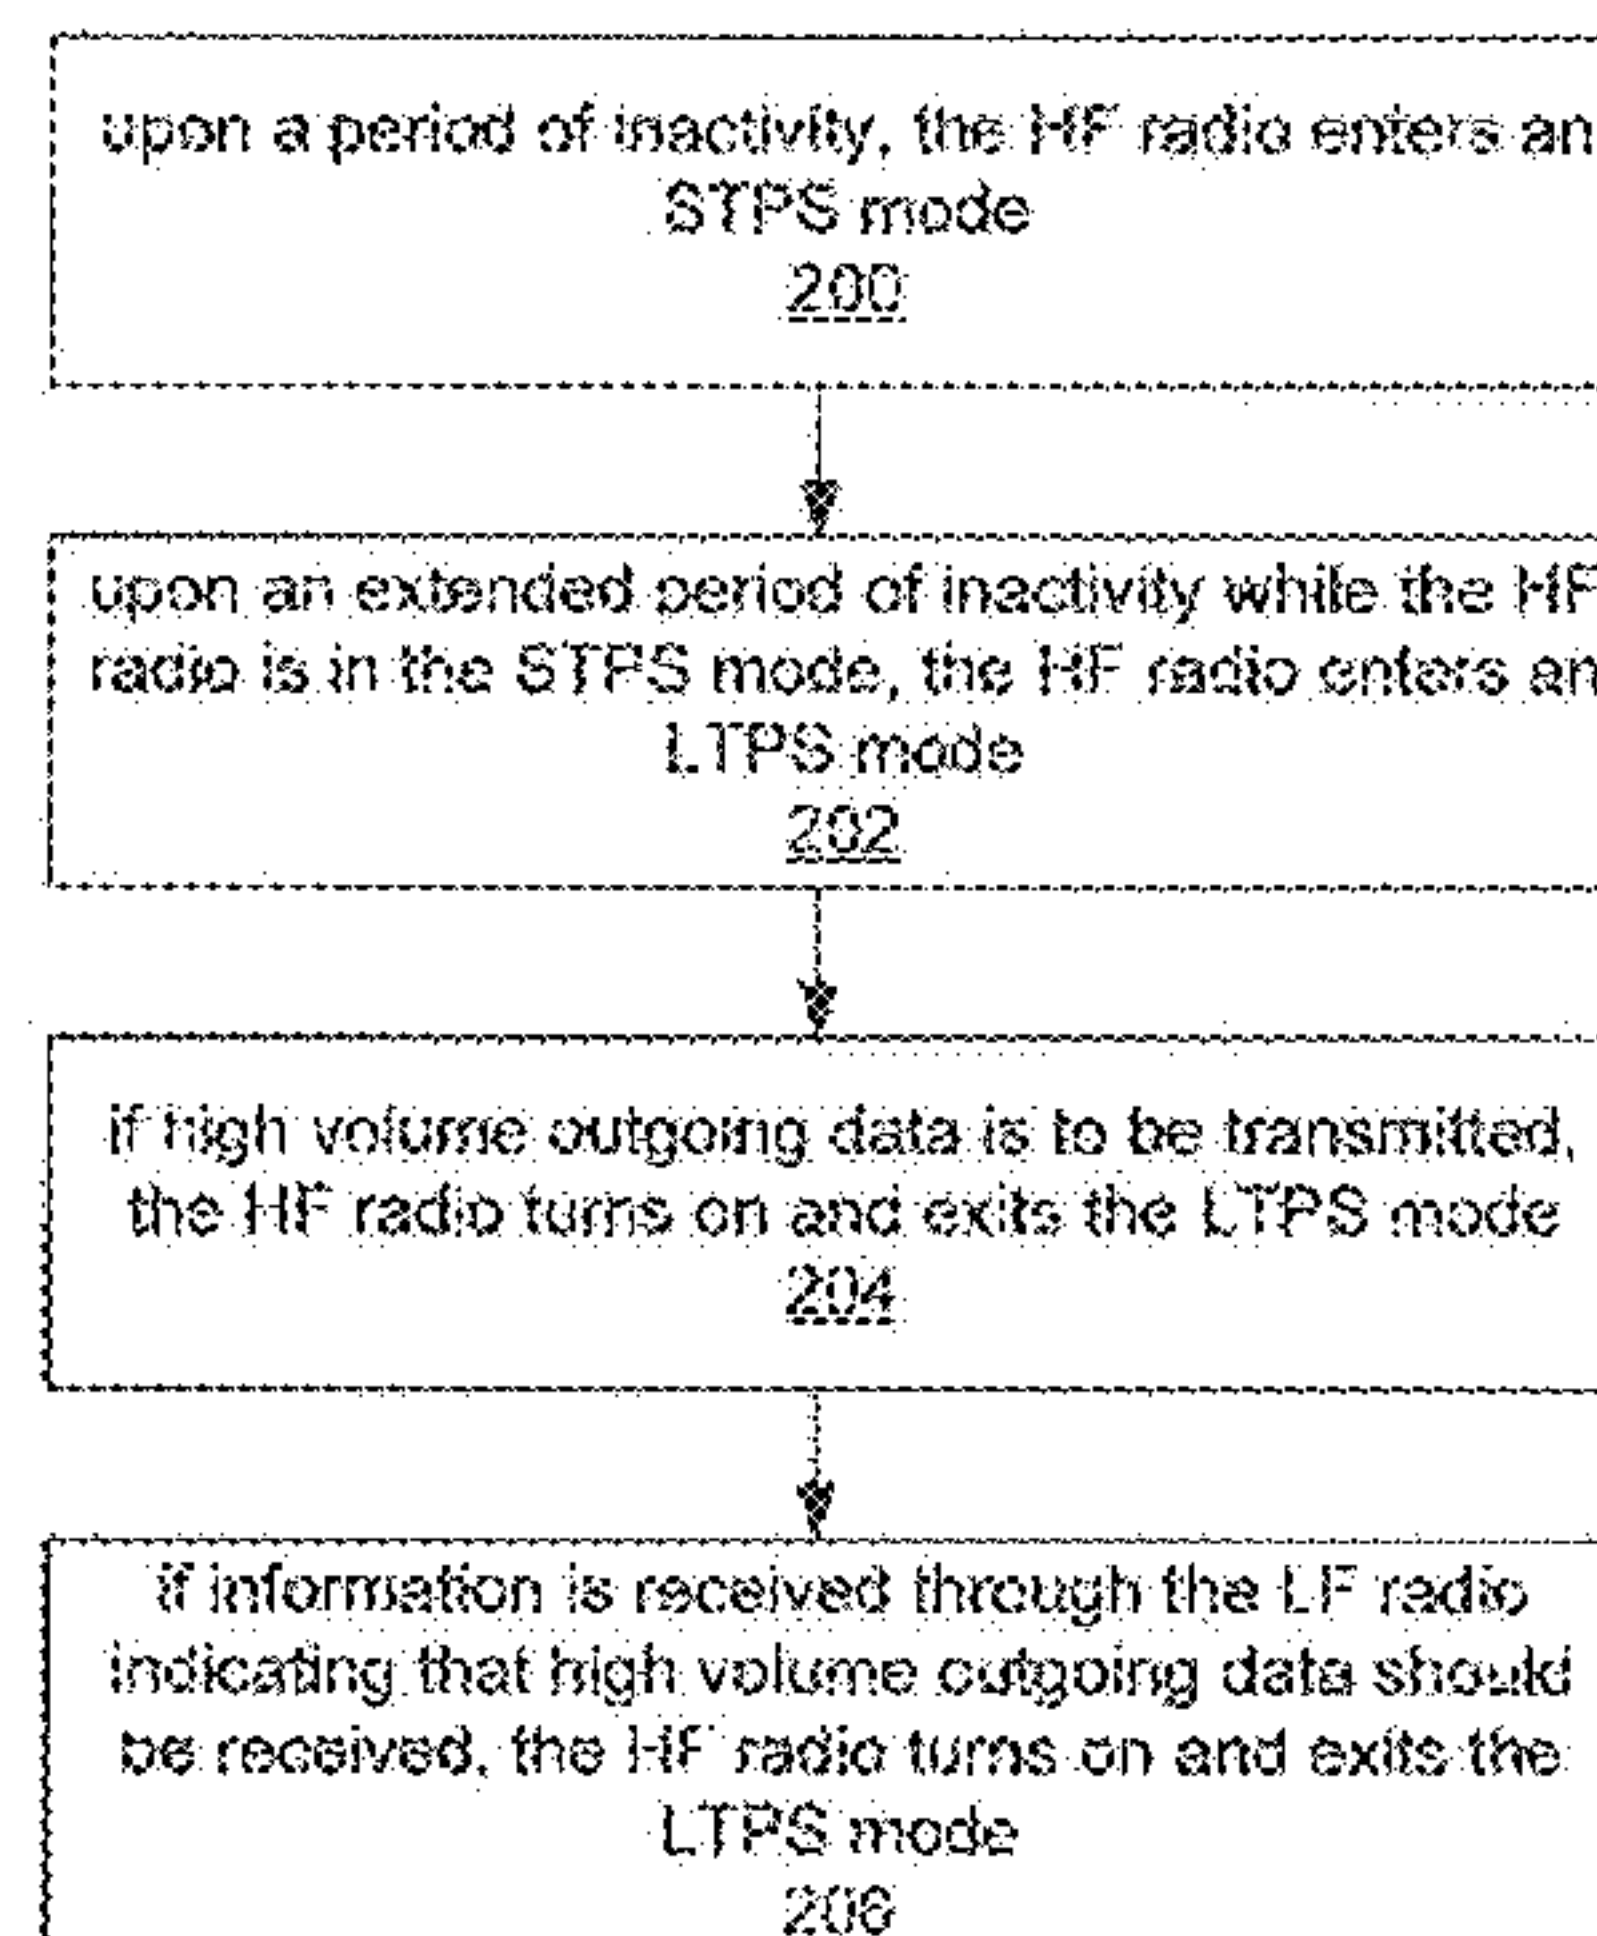 upon a period of inactivity, the HF radio enters an
STPS mode
200
upon an extended period of inactivity while the HF
radio is in the STPS mode, the HF radio enters an
LTPS mode
202
if high volume outgoing data is to be transmitted,
the HF radio turns on and exits the LTPS mode
204
if information is received through the LF radio
indicating that high volume outgoing data should
be received, the HF radio turns on and exits the
LTPS mode
206